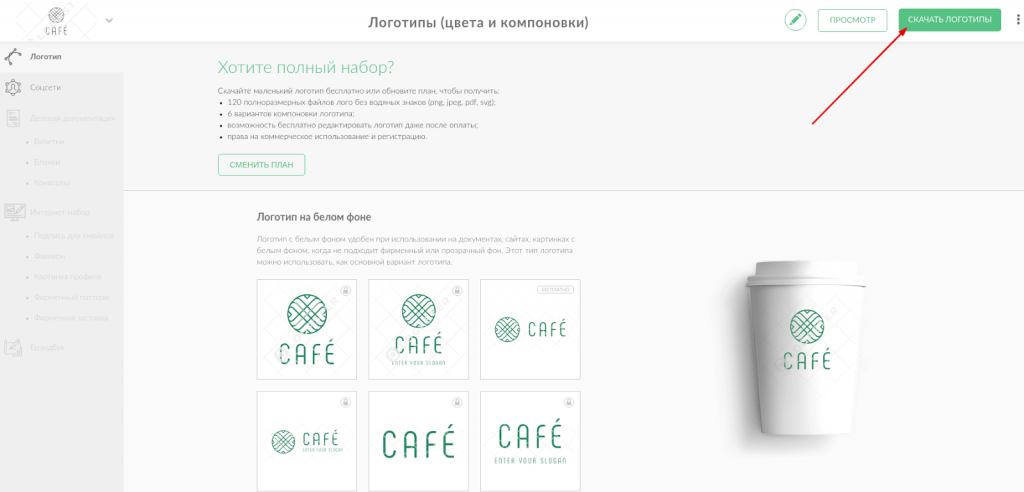 CAFÉ
Логотипы (цвета и компоновки)
ПРОСМОТР
СКАЧАТЬ ЛОГОТИПЫ
Логотип
Соцсети
Деловая документация
Визитки
Бланки
Конверты
Интернет-набор
Подпись для емейлов
Фавикон
Картинка профиля
Фирменный паттерн
Фирменная заставка
Брендбук
Хотите полный набор?
Скачайте маленький логотип бесплатно или обновите план, чтобы получить:
120 полноразмерных файлов лого без водяных знаков (png, jpeg, pdf, svg);
6 вариантов компоновки логотипа;
возможность бесплатно редактировать логотип даже после оплаты;
права на коммерческое использование и регистрацию.
СМЕНИТЬ ПЛАН
Логотип на белом фоне
Логотип с белым фоном удобен при использовании на документах, сайтах, картинках с
белым фоном, когда не подходит фирменный или прозрачный фон. Этот тип логотипа
можно использовать, как основной вариант логотипа.
CAFÉ
CAFÉ
ENTER YOUR SLOGAN
БЕСПЛАТНО
CAFÉ
CAFÉ
ENTER YOUR SLOGAN
CAFÉ
CAFÉ
ENTER YOUR SLOGAN
CAFÉ